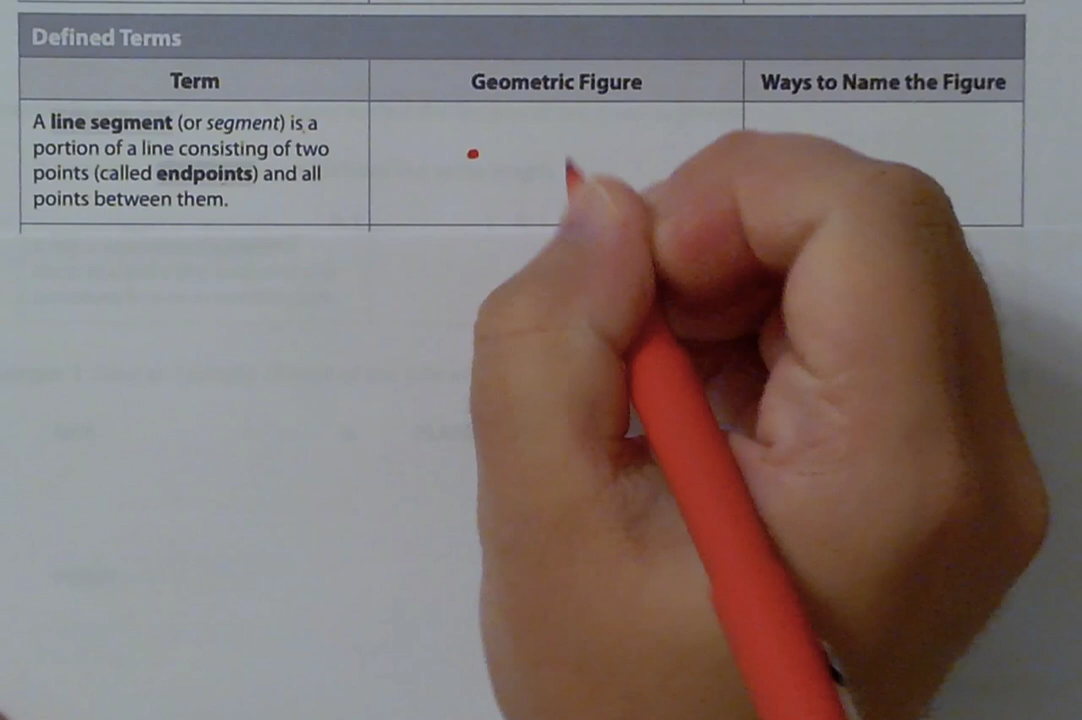 Defined Terms
Term Geometric Figure Ways to Name the Figure
A line segment (or segment) is a
portion of a line consisting of two
points (called endpoints) and all
points between them.